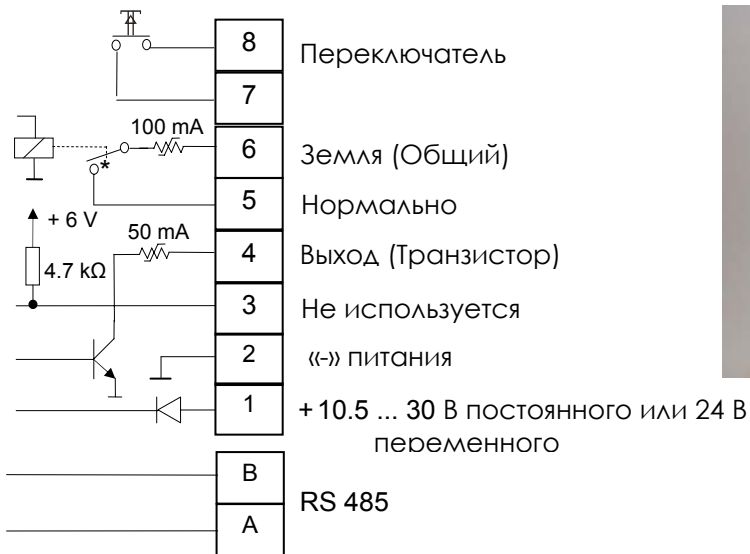 8 Переключатель
7
100 mA
6 Земля (Общий)
*
5 Нормально
+ 6 V
50 mA
4 Выход (Транзистор)
4.7 kΩ
3 Не используется
2 «-» питания
1 + 10.5 ... 30 В постоянного или 24 В
переменного
B
RS 485
A